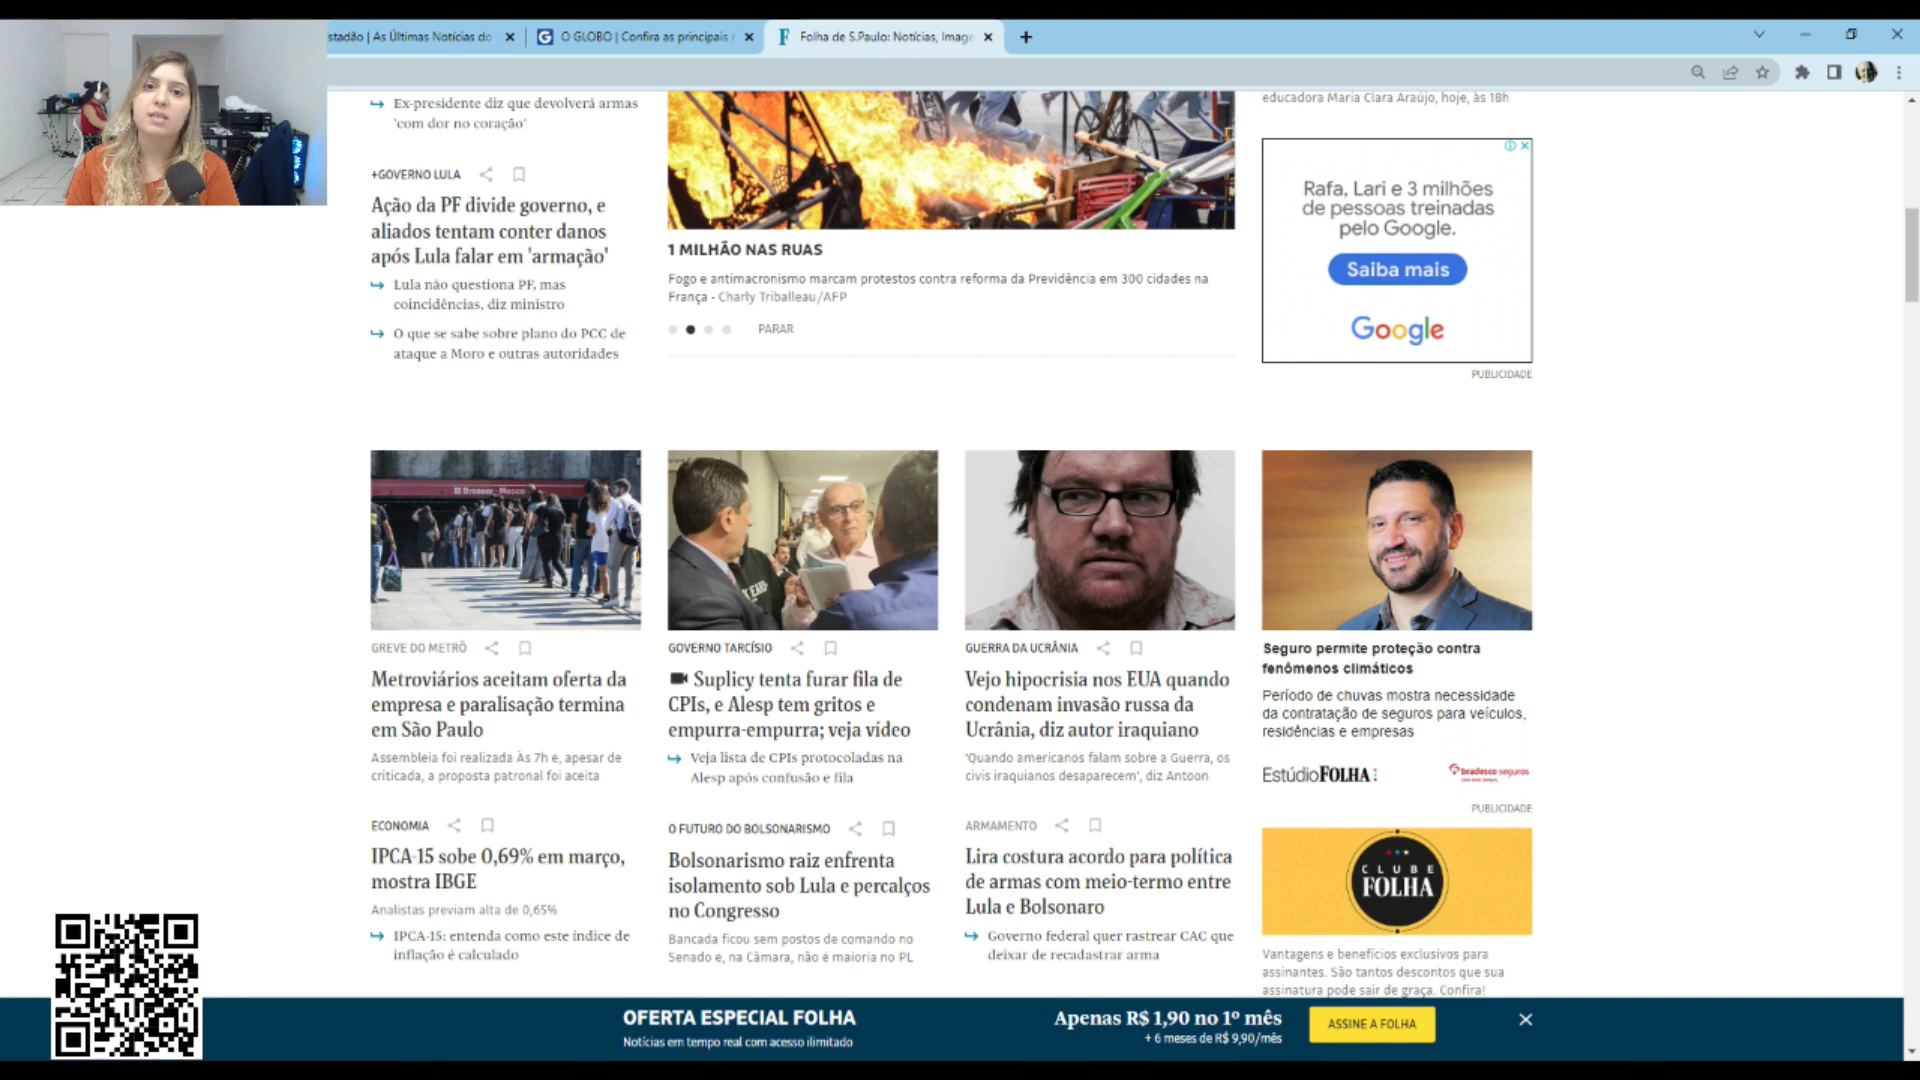 stadão | As Últimas Notícias do
O GLOBO | Confira as principais
Folha de S.Paulo: Notícias, Image
Ex-presidente diz que devolverá armas
'com dor no coração'
+GOVERNO LULA
Ação da PF divide governo, e
aliados tentam conter danos
após Lula falar em 'armação'
Lula não questiona PF, mas
coincidências, diz ministro
O que se sabe sobre plano do PCC de
ataque a Moro e outras autoridades
1 MILHÃO NAS RUAS
Fogo e antimacronismo marcam protestos contra reforma da Previdência em 300 cidades na
França - Charly Triballeau/AFP
PARAR
educadora Maria Clara Araújo, hoje, às 18h
Rafa, Lari e 3 milhões
de pessoas treinadas
pelo Google.
Saiba mais
Google
PUBLICIDADE
GREVE DO METRÔ
Metroviários aceitam oferta da
empresa e paralisação termina
em São Paulo
Assembleia foi realizada Às 7h e, apesar de
criticada, a proposta patronal foi aceita
GOVERNO TARCÍSIO
Suplicy tenta furar fila de
CPIs, e Alesp tem gritos e
empurra-empurra; veja vídeo
Veja lista de CPIs protocoladas na
Alesp após confusão e fila
GUERRA DA UCRÂNIA
Vejo hipocrisia nos EUA quando
condenam invasão russa da
Ucrânia, diz autor iraquiano
'Quando americanos falam sobre a Guerra, os
civis iraquianos desaparecem', diz Antoon
Seguro permite proteção contra
fenômenos climáticos
Período de chuvas mostra necessidade
da contratação de seguros para veículos,
residências e empresas
EstúdioFOLHA:
bradesco seguros
PUBLICIDADE
ECONOMIA
IPCA-15 sobe 0,69% em março,
mostra IBGE
Analistas previam alta de 0,65%
IPCA-15: entenda como este índice de
inflação é calculado
O FUTURO DO BOLSONARISMO
Bolsonarismo raiz enfrenta
isolamento sob Lula e percalços
no Congresso
Bancada ficou sem postos de comando no
Senado e, na Câmara, não é maioria no PL
ARMAMENTO
Lira costura acordo para política
de armas com meio-termo entre
Lula e Bolsonaro
Governo federal quer rastrear CAC que
deixar de recadastrar arma
CLUBE
FOLHA
Vantagens e benefícios exclusivos para
assinantes. São tantos descontos que sua
assinatura pode sair de graça. Confira!
OFERTA ESPECIAL FOLHA
Notícias em tempo real com acesso ilimitado
Apenas R$ 1,90 no 1º mês
+ 6 meses de R$ 9,90/mês
ASSINE A FOLHA